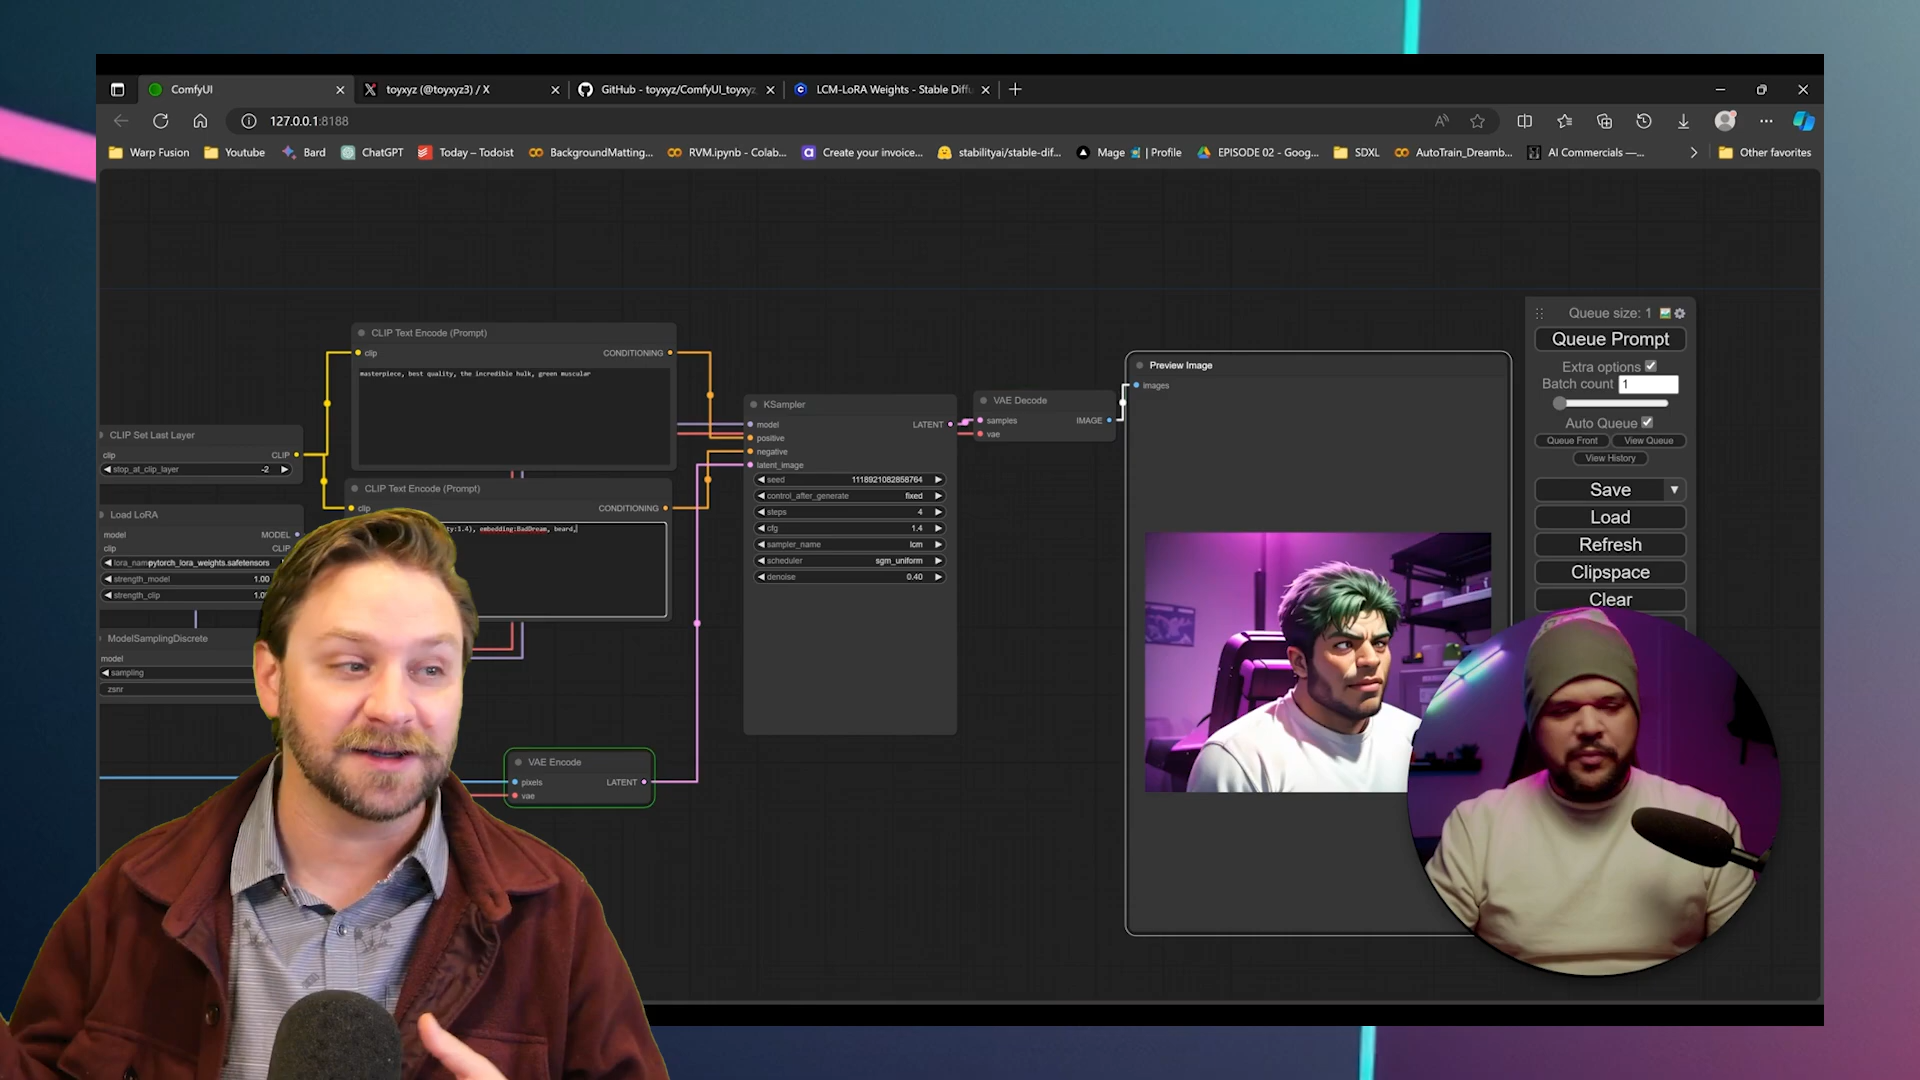 ComfyUI
toyxyz (@toyxyz3) / X
GitHub - toyxyz/ComfyUI_toyxyz
LCM-LoRA Weights - Stable Diffu
127.0.0.1:8188
Warp Fusion
Youtube
Bard
ChatGPT
Today – Todoist
BackgroundMatting...
RVM.ipynb - Colab...
Create your invoice...
stabilityai/stable-dif...
Mage | Profile
EPISODE 02 - Goog...
SDXL
AutoTrain_Dreamb...
AI Commercials —...
Other favorites
CLIP Text Encode (Prompt)
clip
CONDITIONING
masterpiece, best quality, the incredible hulk, green muscular
CLIP Set Last Layer
clip
CLIP
stop_at_clip_layer
-2
CLIP Text Encode (Prompt)
clip
CONDITIONING
ty:1.4), embedding:BadDream, beard,
Load LoRA
model
MODEL
clip
CLIP
lora_name
pytorch_lora_weights.safetensors
strength_model
1.00
strength_clip
1.0
ModelSamplingDiscrete
model
sampling
zsnr
VAE Encode
pixels
LATENT
vae
KSampler
model
LATENT
positive
negative
latent_image
seed
1118921082858764
control_after_generate
fixed
steps
4
cfg
1.4
sampler_name
lcm
scheduler
sgm_uniform
denoise
0.40
VAE Decode
samples
IMAGE
vae
Preview Image
images
Queue size: 1
Queue Prompt
Extra options
Batch count
1
Auto Queue
Queue Front
View Queue
View History
Save
Load
Refresh
Clipspace
Clear